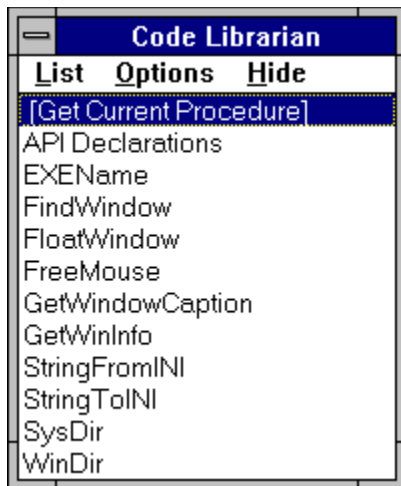 Code Librarian
List Options Hide
[Get Current Procedure]
API Declarations
EXEName
FindWindow
FloatWindow
FreeMouse
GetWindowCaption
GetWinInfo
StringFromINI
StringToINI
SysDir
WinDir